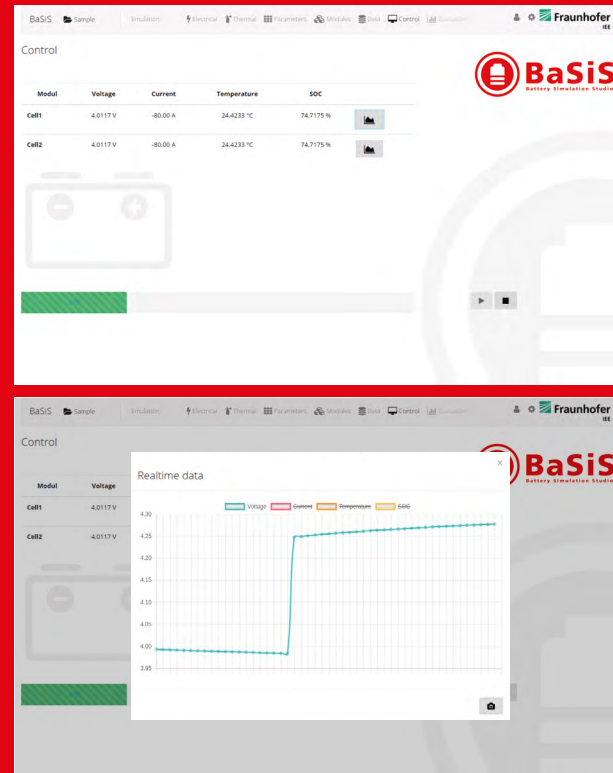 BaSiS Sample Emulation: Electrical Thermal Parameters Modules Data Control Evaluation Fraunhofer
IEE
Control
BaSiS
Battery Simulation Studio
Modul Voltage Current Temperature SOC
Cell1 4.0117 V -80.00 A 24.4233 °C 74.7175 %
Cell2 4.0117 V -80.00 A 24.4233 °C 74.7175 %
BaSiS Sample Emulation: Electrical Thermal Parameters Modules Data Control Evaluation Fraunhofer
IEE
Control
BaSiS
Battery Simulation Studio
Modul Voltage
Cell1 4.0117 V
Cell2 4.0117 V
×
Realtime data
Voltage Current Temperature SOC
4.30
4.25
4.20
4.15
4.10
4.05
4.00
3.95